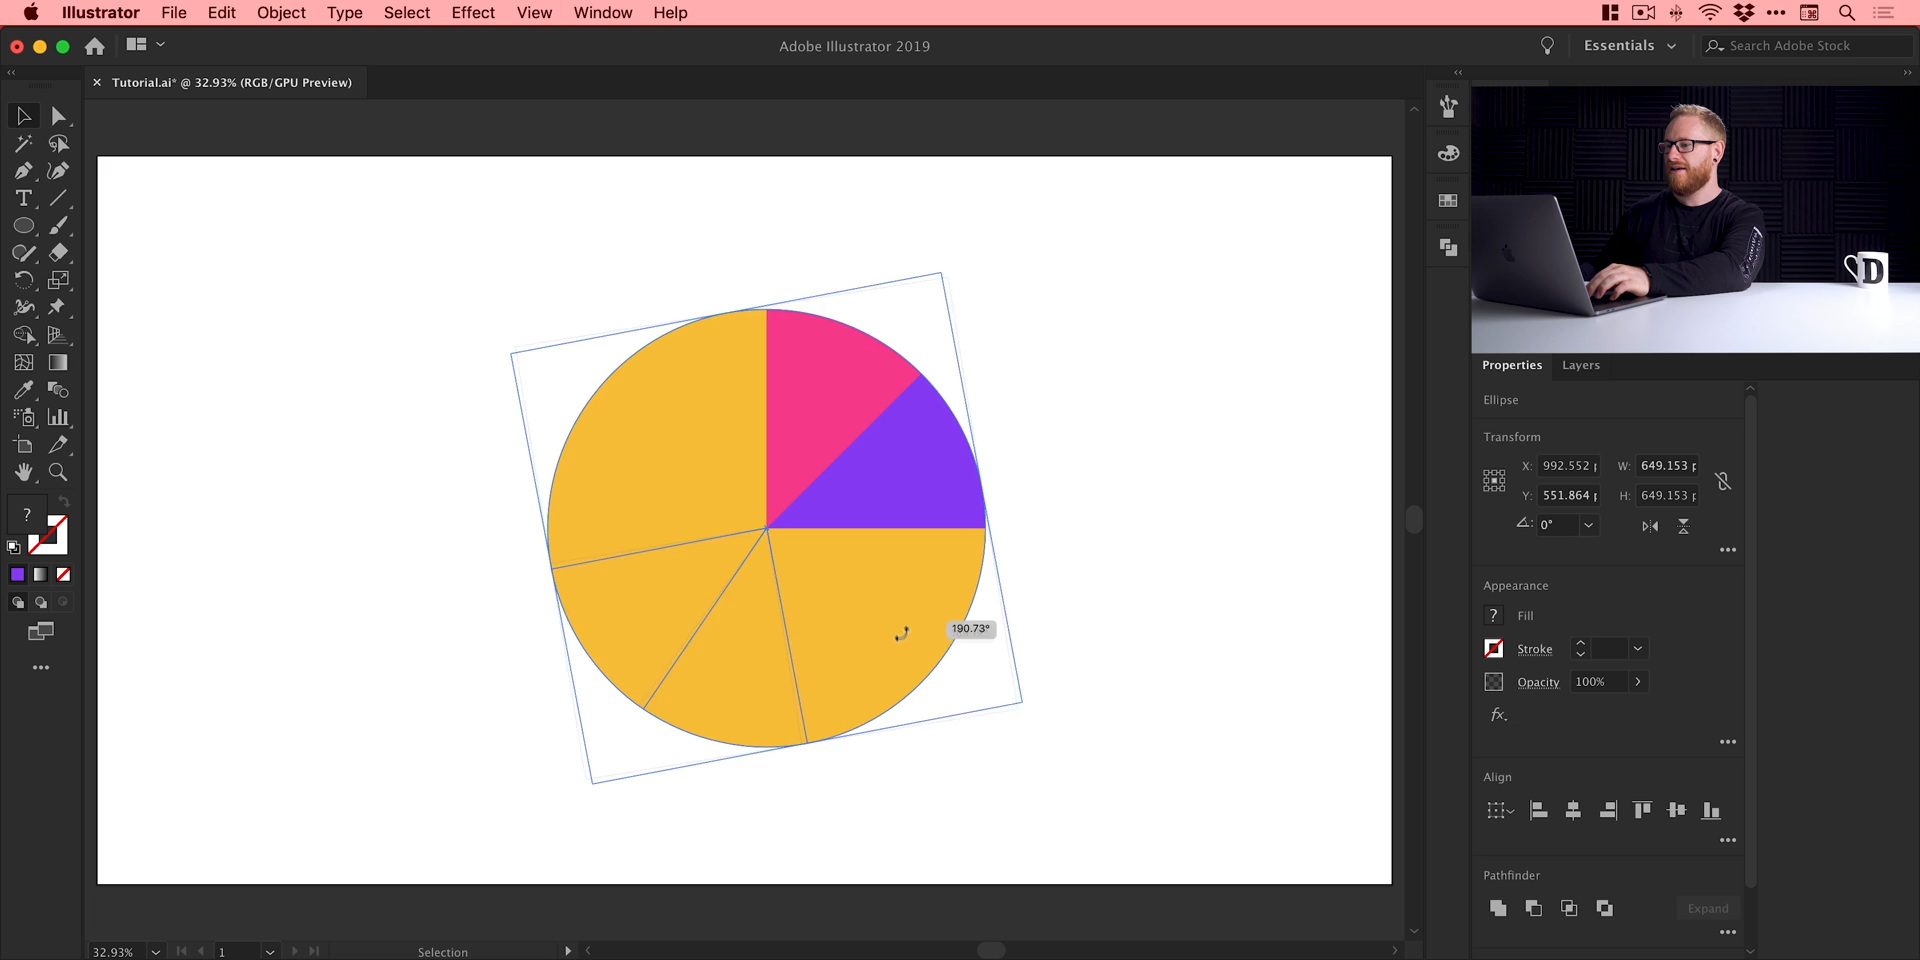 Illustrator File Edit Object Type Select Effect View Window Help
Adobe Illustrator 2019
Essentials
Search Adobe Stock
× Tutorial.ai* @ 32.93% (RGB/GPU Preview)
D
Properties Layers
Ellipse
Transform
X: 992.552 W: 649.153
Y: 551.864 H: 649.153
0°
Appearance
? Fill
Stroke
Opacity 100%
fx.
Align
Pathfinder
Expand
T
?
190.73°
32.93% 1 Selection